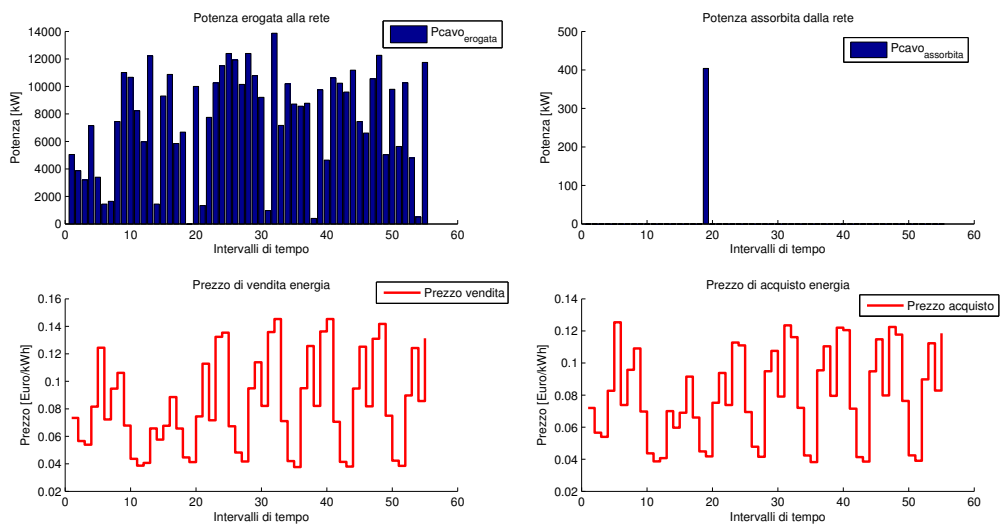 Potenza erogata alla rete
Pcavo_erogata
Potenza [kW]
14000
12000
10000
8000
6000
4000
2000
0
0 10 20 30 40 50 60
Intervalli di tempo
Potenza assorbita dalla rete
Pcavo_assorbita
Potenza [kW]
500
400
300
200
100
0
0 10 20 30 40 50 60
Intervalli di tempo
Prezzo di vendita energia
Prezzo vendita
Prezzo [Euro/kWh]
0.16
0.14
0.12
0.1
0.08
0.06
0.04
0.02
0 10 20 30 40 50 60
Intervalli di tempo
Prezzo di acquisto energia
Prezzo acquisto
Prezzo [Euro/kWh]
0.14
0.12
0.1
0.08
0.06
0.04
0.02
0 10 20 30 40 50 60
Intervalli di tempo